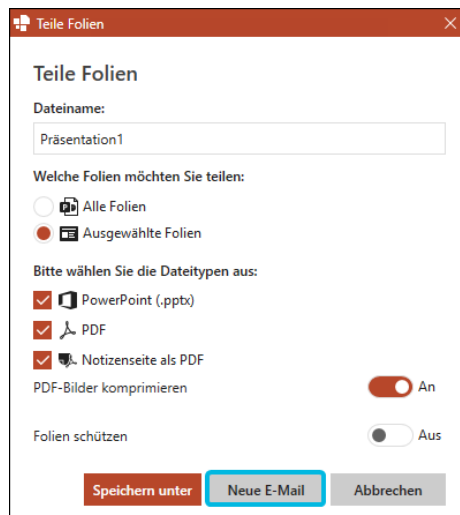 Teile Folien
Teile Folien
Dateiname:
Präsentation1
Welche Folien möchten Sie teilen:
Alle Folien
Ausgewählte Folien
Bitte wählen Sie die Dateitypen aus:
PowerPoint (.pptx)
PDF
Notizenseite als PDF
PDF-Bilder komprimieren An
Folien schützen Aus
Speichern unter Neue E-Mail Abbrechen